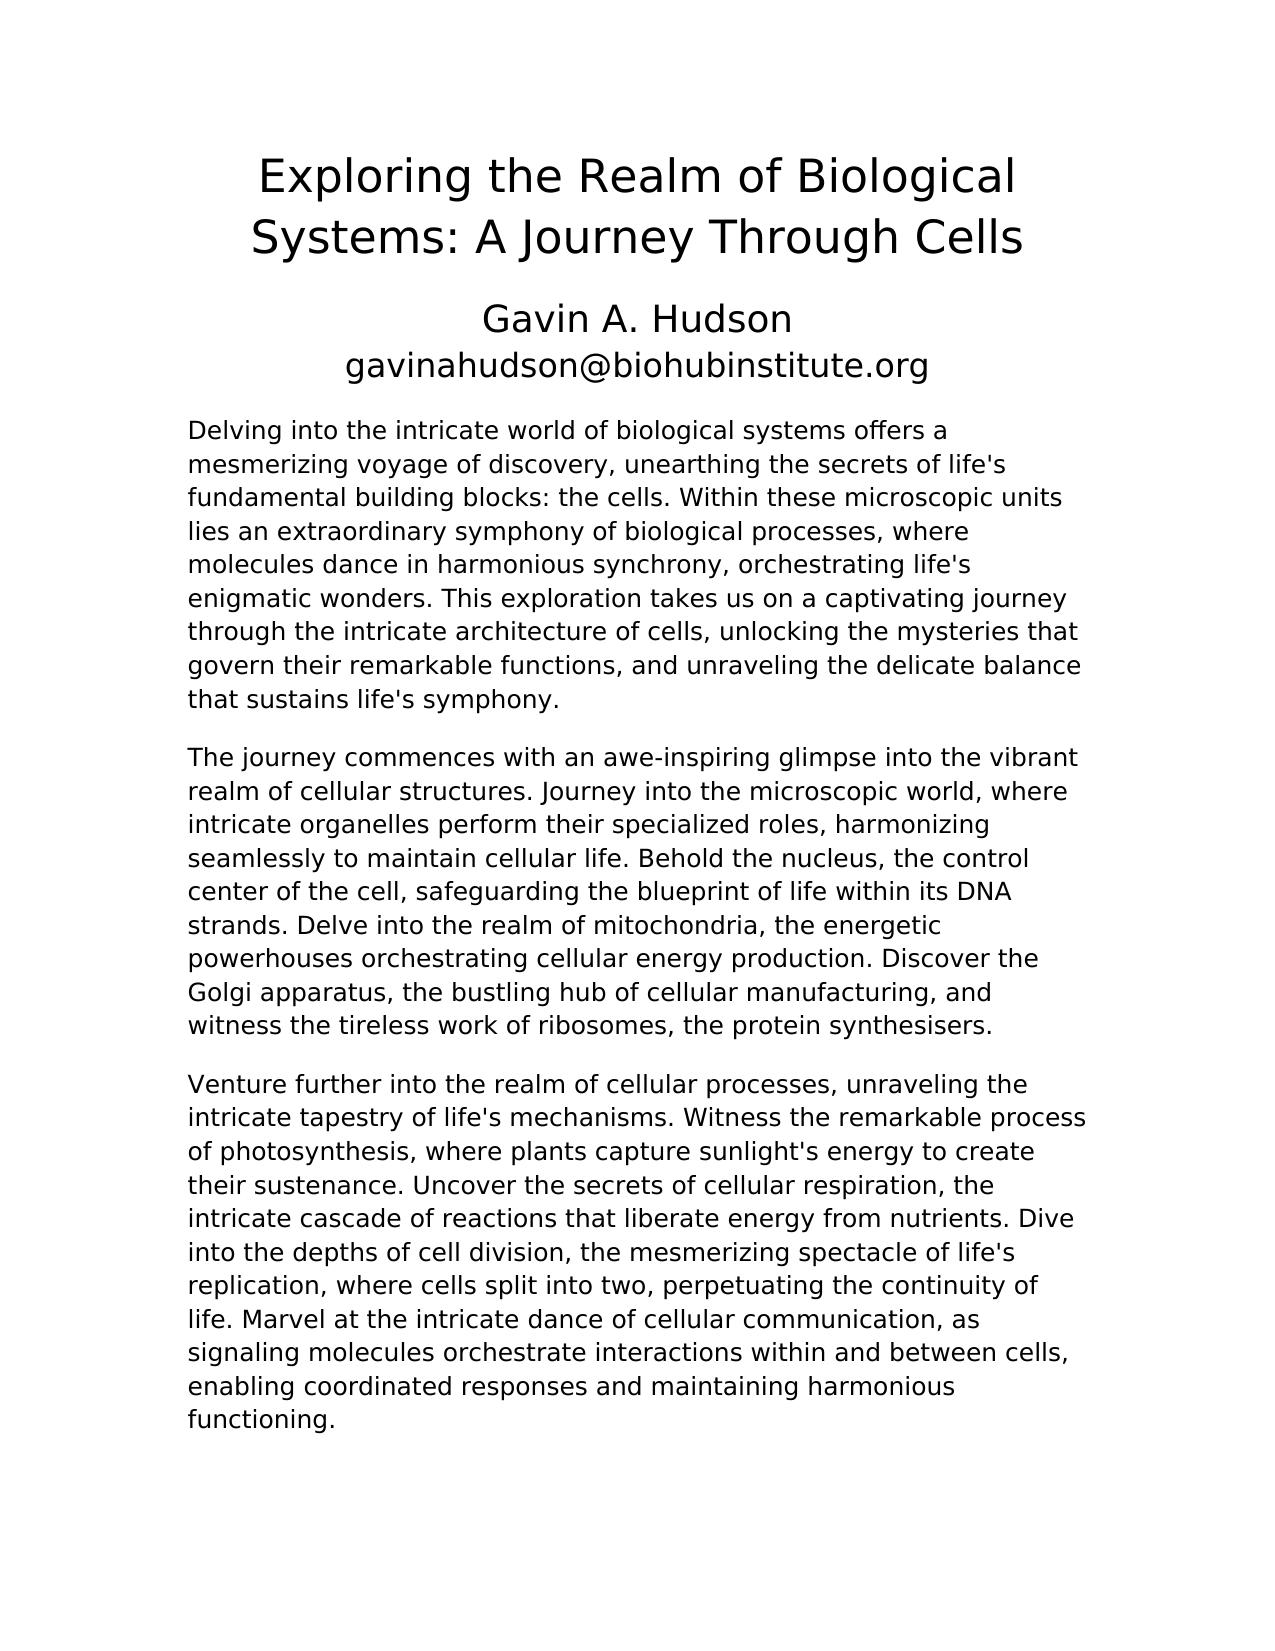 Exploring the Realm of Biological
Systems: A Journey Through Cells
Gavin A. Hudson
gavinahudson@biohubinstitute.org
Delving into the intricate world of biological systems offers a
mesmerizing voyage of discovery, unearthing the secrets of life's
fundamental building blocks: the cells. Within these microscopic units
lies an extraordinary symphony of biological processes, where
molecules dance in harmonious synchrony, orchestrating life's
enigmatic wonders. This exploration takes us on a captivating journey
through the intricate architecture of cells, unlocking the mysteries that
govern their remarkable functions, and unraveling the delicate balance
that sustains life's symphony.
The journey commences with an awe-inspiring glimpse into the vibrant
realm of cellular structures. Journey into the microscopic world, where
intricate organelles perform their specialized roles, harmonizing
seamlessly to maintain cellular life. Behold the nucleus, the control
center of the cell, safeguarding the blueprint of life within its DNA
strands. Delve into the realm of mitochondria, the energetic
powerhouses orchestrating cellular energy production. Discover the
Golgi apparatus, the bustling hub of cellular manufacturing, and
witness the tireless work of ribosomes, the protein synthesisers.
Venture further into the realm of cellular processes, unraveling the
intricate tapestry of life's mechanisms. Witness the remarkable process
of photosynthesis, where plants capture sunlight's energy to create
their sustenance. Uncover the secrets of cellular respiration, the
intricate cascade of reactions that liberate energy from nutrients. Dive
into the depths of cell division, the mesmerizing spectacle of life's
replication, where cells split into two, perpetuating the continuity of
life. Marvel at the intricate dance of cellular communication, as
signaling molecules orchestrate interactions within and between cells,
enabling coordinated responses and maintaining harmonious
functioning.